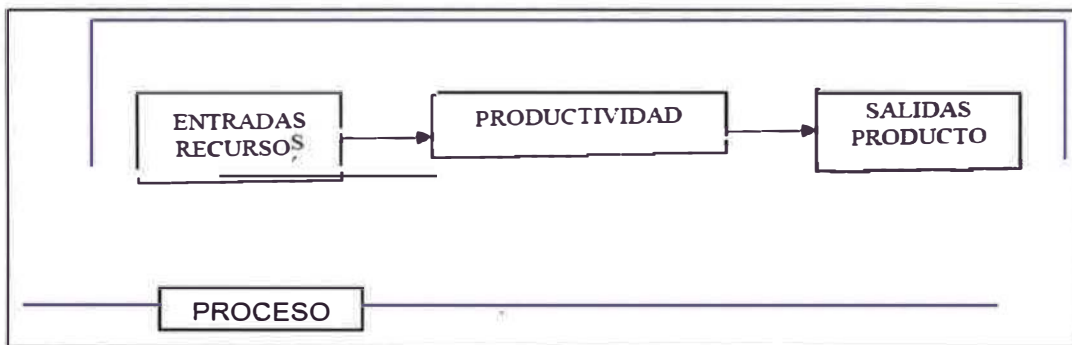 ENTRADAS
RECURSOS
PRODUCTIVIDAD
SALIDAS
PRODUCTO
PROCESO